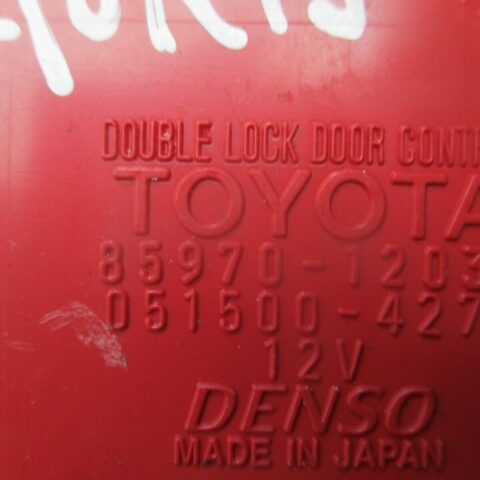 DOUBLE LOCK DOOR CONT
TOYOTA
85970-1203
051500-427
12V
DENSO
MADE IN JAPAN